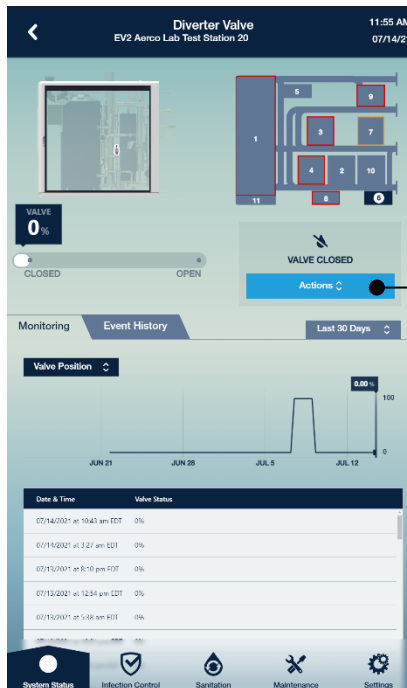 Diverter Valve
EV2 Aerco Lab Test Station 20
11:55 AM
07/14/21
5
9
1
3
7
4
2
10
11
8
6
VALVE
0%
CLOSED
OPEN
VALVE CLOSED
Actions
Monitoring
Event History
Last 30 Days
Valve Position
0.00 %
100
0
JUN 21
JUN 28
JUL 5
JUL 12
Date & Time Valve Status
07/14/2021 at 10:43 am EDT 0%
07/14/2021 at 3:27 am EDT 0%
07/13/2021 at 8:10 pm EDT 0%
07/13/2021 at 12:54 pm EDT 0%
07/13/2021 at 5:38 am EDT 0%
System Status
Infection Control
Sanitation
Maintenance
Settings